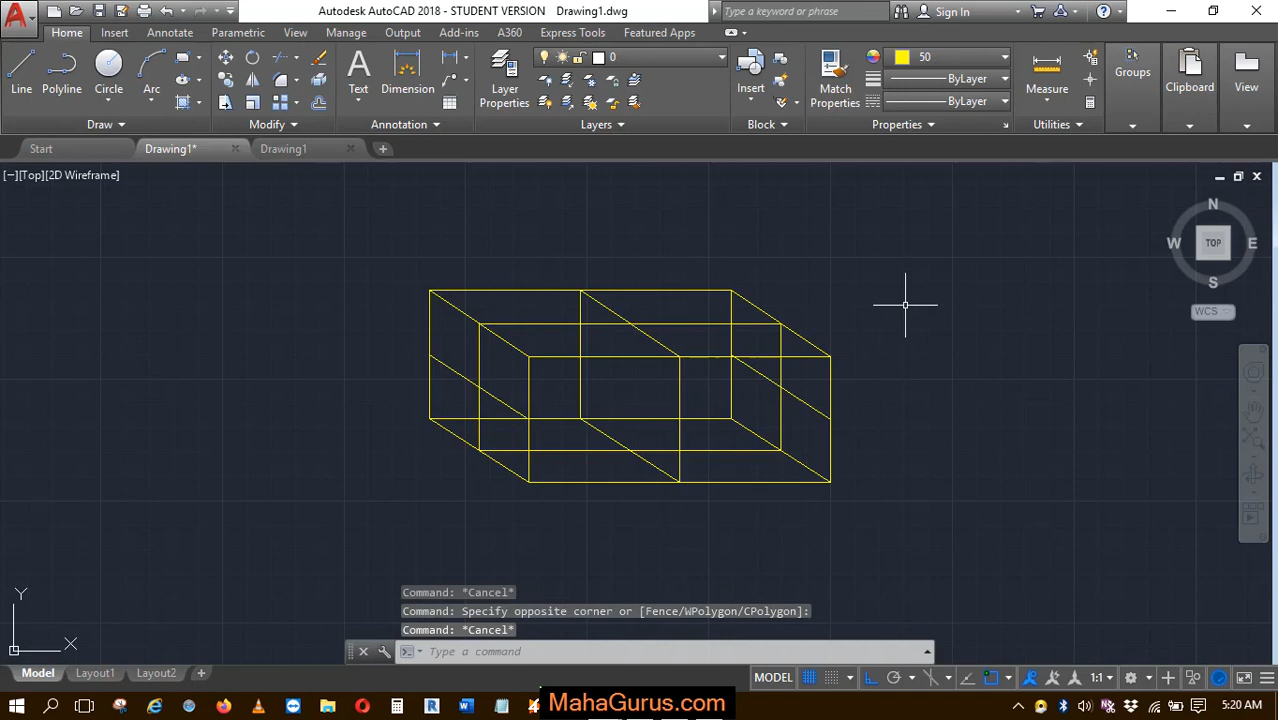 Autodesk AutoCAD 2018 - STUDENT VERSION Drawing1.dwg
Type a keyword or phrase
Sign In
Home Insert Annotate Parametric View Manage Output Add-ins A360 Express Tools Featured Apps
0
50
ByLayer
ByLayer
Line Polyline Circle Arc
Text Dimension
Layer Properties
Insert
Match Properties
Measure
Groups
Clipboard
View
Draw Modify Annotation Layers Block Properties Utilities
Start Drawing1* Drawing1
[−][Top][2D Wireframe]
N
W TOP E
S
WCS
Command: *Cancel*
Command: Specify opposite corner or [Fence/WPolygon/CPolygon]:
Command: *Cancel*
Type a command
Y
X
Model Layout1 Layout2
MODEL
1:1
MahaGurus.com
5:20 AM